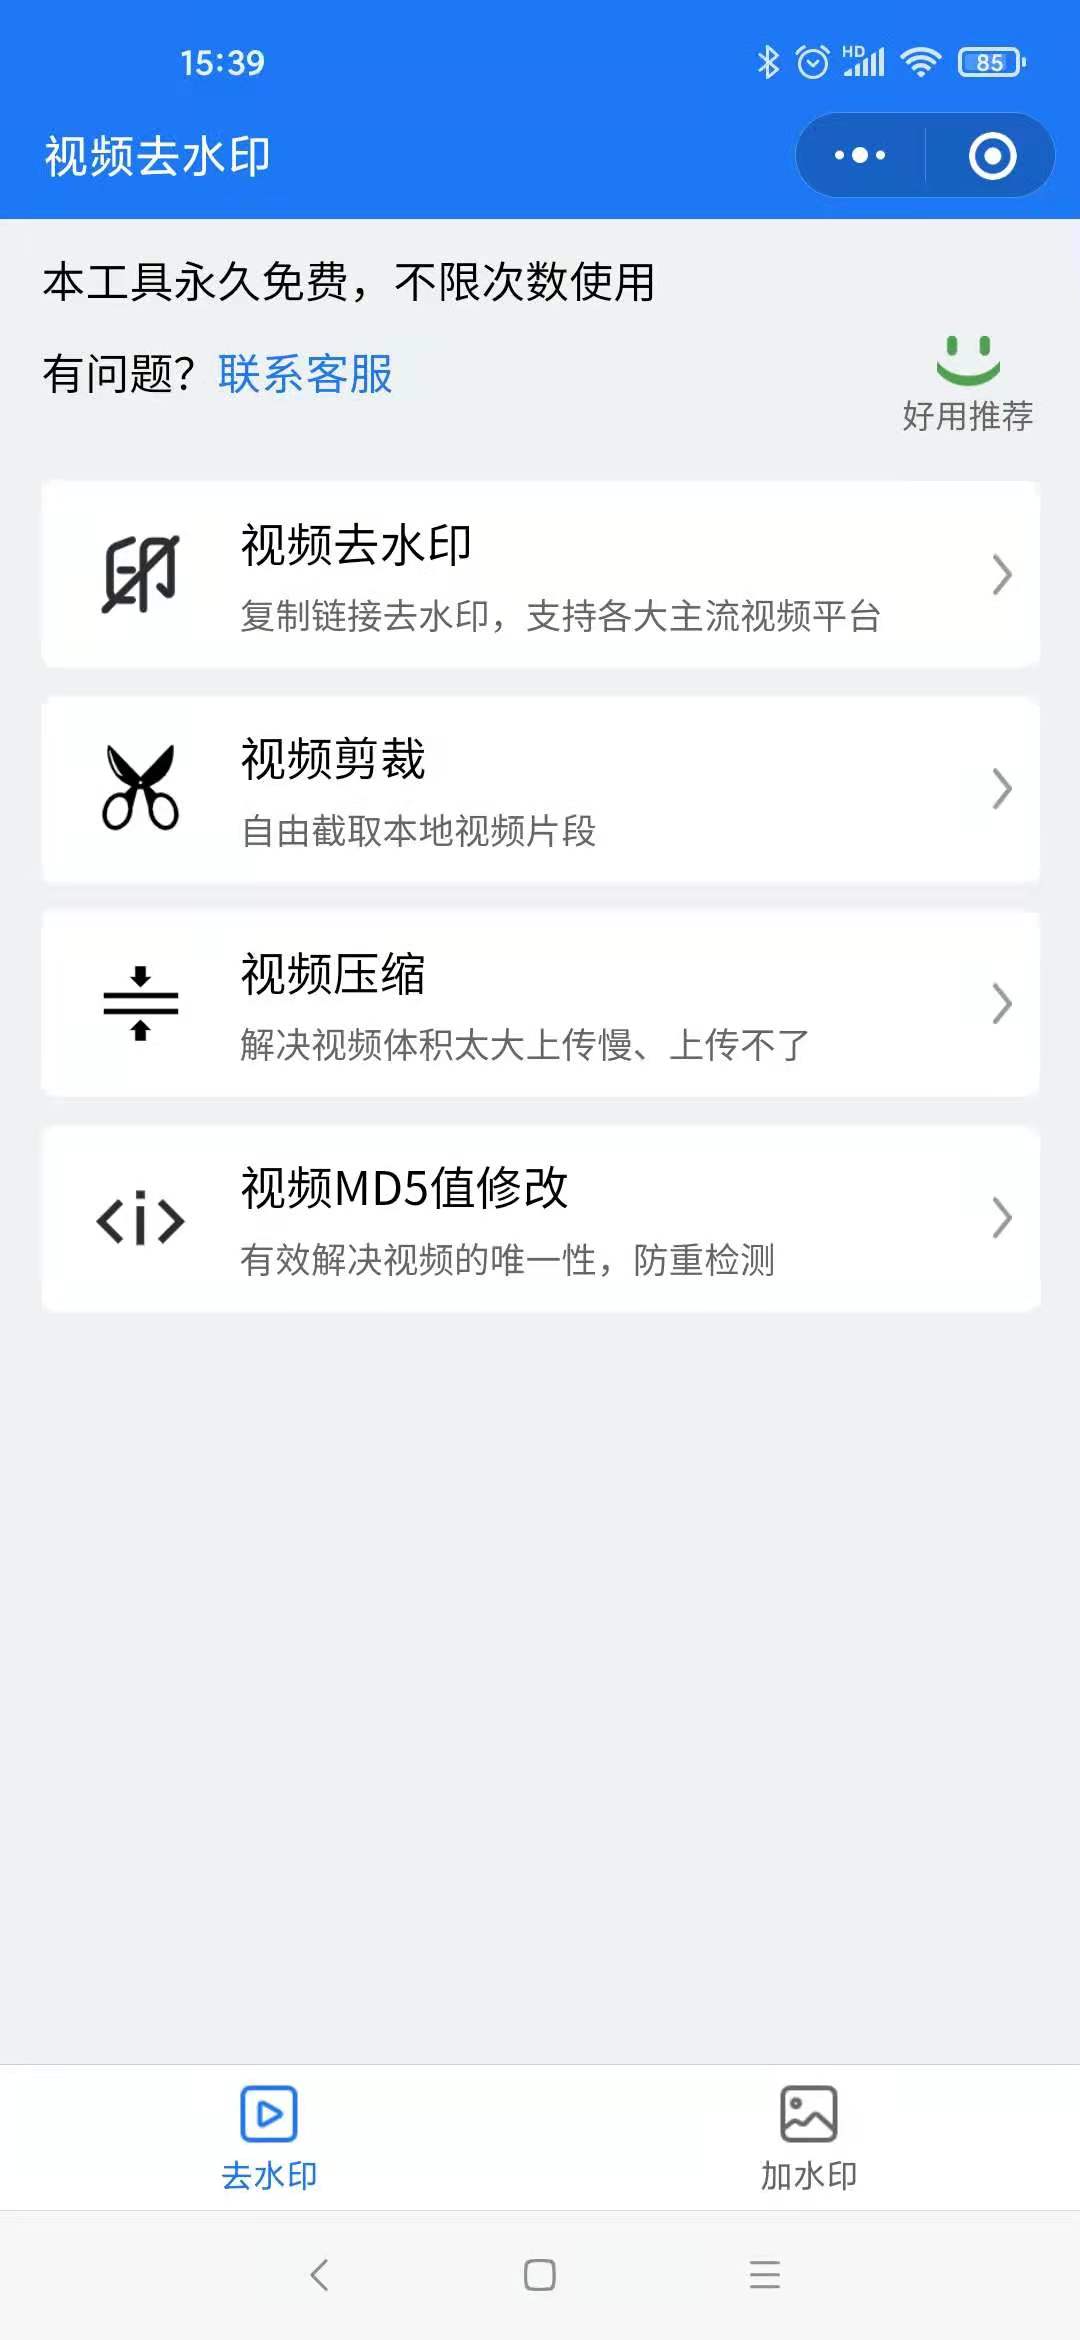 15:39
HD
85
视频去水印
本工具永久免费，不限次数使用
有问题？联系客服
好用推荐
印
视频去水印
复制链接去水印，支持各大主流视频平台
视频剪裁
自由截取本地视频片段
视频压缩
解决视频体积太大上传慢、上传不了
<i>
视频MD5值修改
有效解决视频的唯一性，防重检测
去水印
加水印